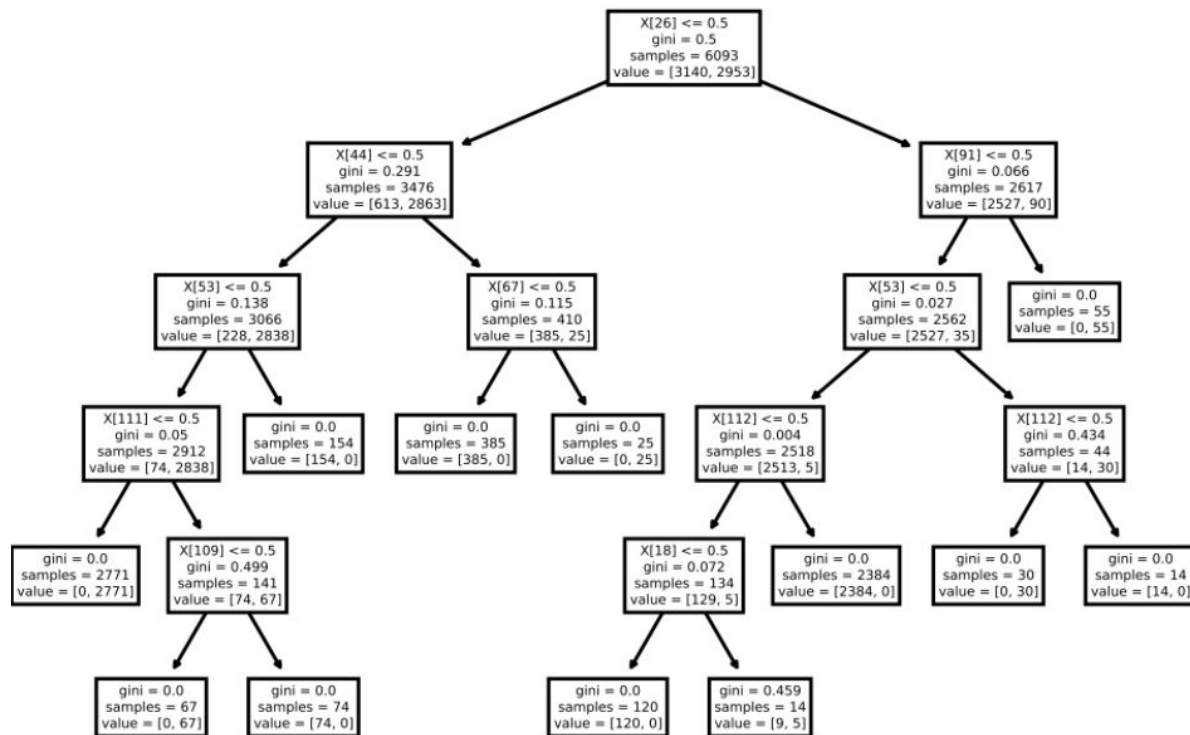 X[26] <= 0.5
gini = 0.5
samples = 6093
value = [3140, 2953]
X[44] <= 0.5
gini = 0.291
samples = 3476
value = [613, 2863]
X[91] <= 0.5
gini = 0.066
samples = 2617
value = [2527, 90]
X[53] <= 0.5
gini = 0.138
samples = 3066
value = [228, 2838]
X[67] <= 0.5
gini = 0.115
samples = 410
value = [385, 25]
X[53] <= 0.5
gini = 0.027
samples = 2562
value = [2527, 35]
gini = 0.0
samples = 55
value = [0, 55]
X[111] <= 0.5
gini = 0.05
samples = 2912
value = [74, 2838]
gini = 0.0
samples = 154
value = [154, 0]
gini = 0.0
samples = 385
value = [385, 0]
gini = 0.0
samples = 25
value = [0, 25]
X[112] <= 0.5
gini = 0.004
samples = 2518
value = [2513, 5]
X[112] <= 0.5
gini = 0.434
samples = 44
value = [14, 30]
gini = 0.0
samples = 2771
value = [0, 2771]
X[109] <= 0.5
gini = 0.499
samples = 141
value = [74, 67]
X[18] <= 0.5
gini = 0.072
samples = 134
value = [129, 5]
gini = 0.0
samples = 2384
value = [2384, 0]
gini = 0.0
samples = 30
value = [0, 30]
gini = 0.0
samples = 14
value = [14, 0]
gini = 0.0
samples = 67
value = [0, 67]
gini = 0.0
samples = 74
value = [74, 0]
gini = 0.0
samples = 120
value = [120, 0]
gini = 0.459
samples = 14
value = [9, 5]